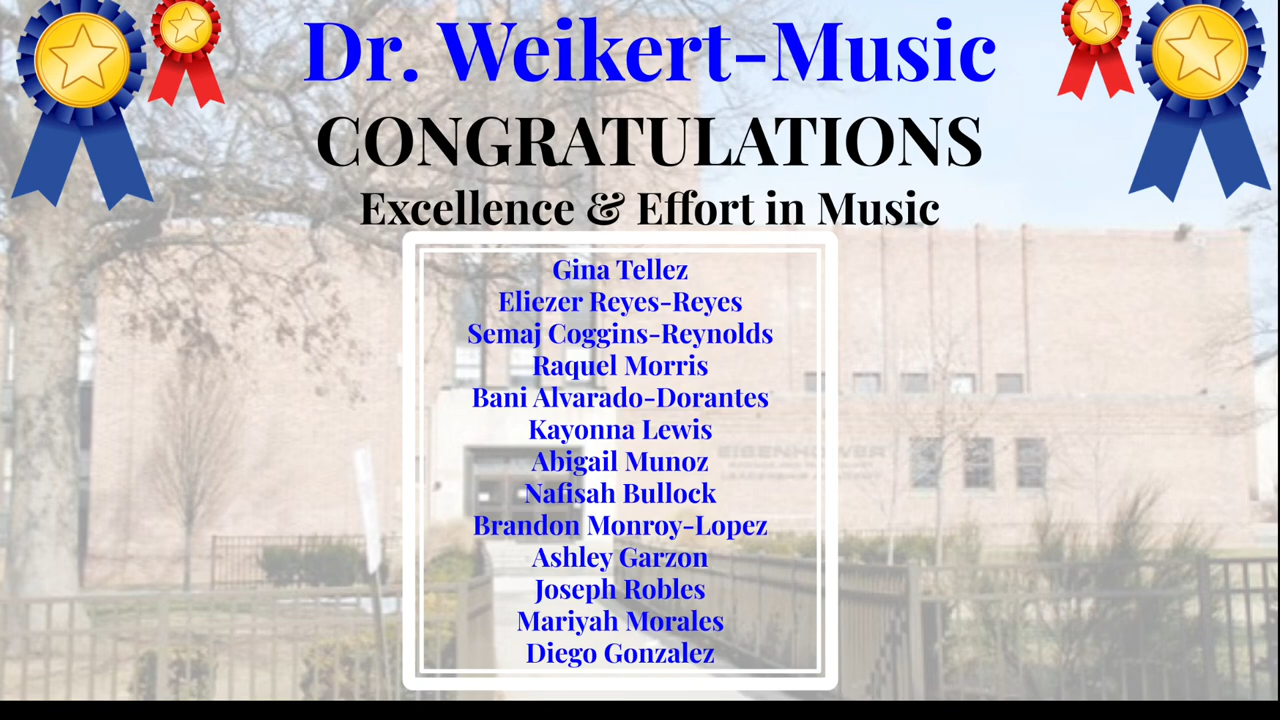 Dr. Weikert-Music
CONGRATULATIONS
Excellence & Effort in Music
Gina Tellez
Eliezer Reyes-Reyes
Semaj Coggins-Reynolds
Raquel Morris
Bani Alvarado-Dorantes
Kayonna Lewis
Abigail Munoz
Nafisah Bullock
Brandon Monroy-Lopez
Ashley Garzon
Joseph Robles
Mariyah Morales
Diego Gonzalez
EISENHOWER